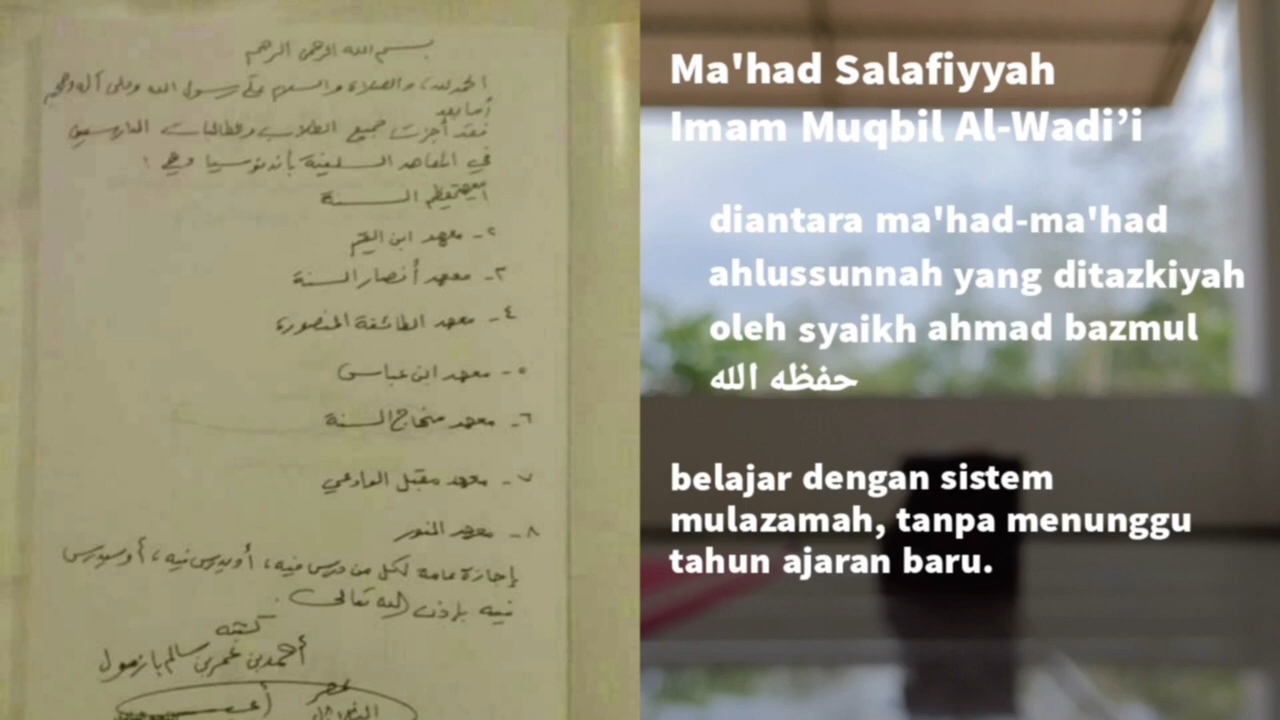 بسم الله الرحمن الرحيم
الحمد لله، والصلاة والسلام على رسول الله وعلى آله وصحبه
أما بعد
فقد أجزت جميع الطلاب والطالبات الدارسين
في المعاهد السلفية بأندونوسيا وهي :
السنة
٢- معهد ابن القيم
٣- معهد أنصار السنة
٤- معهد الطائفة المنصورة
٥- معهد ابن عباس
٦- معهد منهاج السنة
٧- معهد مقبل الوادعي
٨- معهد المنور
إجازة عامة لكل من درس فيه، أو يدرس فيه، أو سيدرس
فيه بإذن الله تعالى.
كتبه
أحمد بن عمر بن سالم بازمول
Ma'had Salafiyyah
Imam Muqbil Al-Wadi’i
diantara ma'had-ma'had
ahlussunnah yang ditazkiyah
oleh syaikh ahmad bazmul
حفظه الله
belajar dengan sistem
mulazamah, tanpa menunggu
tahun ajaran baru.